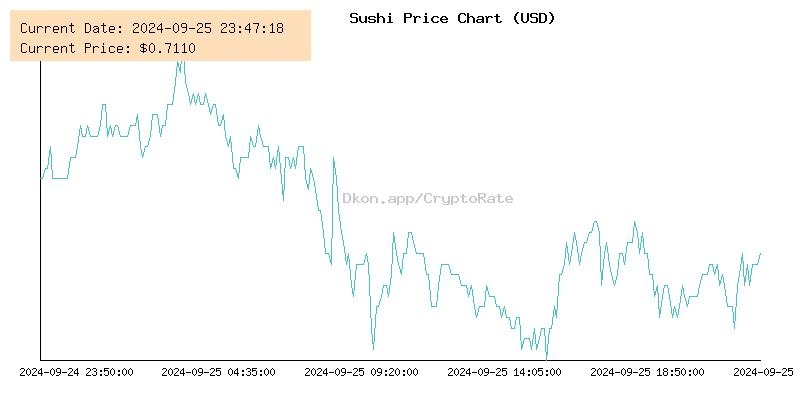 Sushi Price Chart (USD)
Current Date: 2024-09-25 23:47:18
Current Price: $0.7110
Dkon.app/CryptoRate
2024-09-24 23:50:00 2024-09-25 04:35:00 2024-09-25 09:20:00 2024-09-25 14:05:00 2024-09-25 18:50:00 2024-09-25